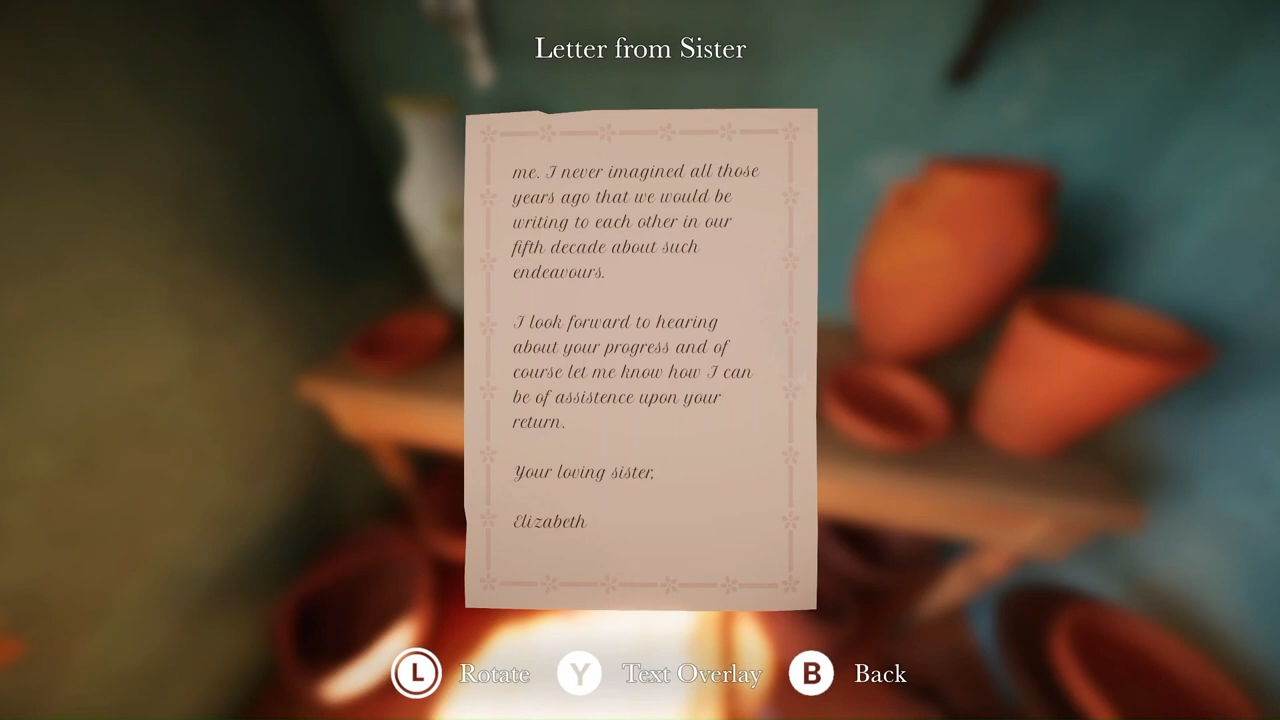 Letter from Sister
me. I never imagined all those
years ago that we would be
writing to each other in our
fifth decade about such
endeavours.
I look forward to hearing
about your progress and of
course let me know how I can
be of assistence upon your
return.
Your loving sister,
Elizabeth
L Rotate Y Text Overlay B Back